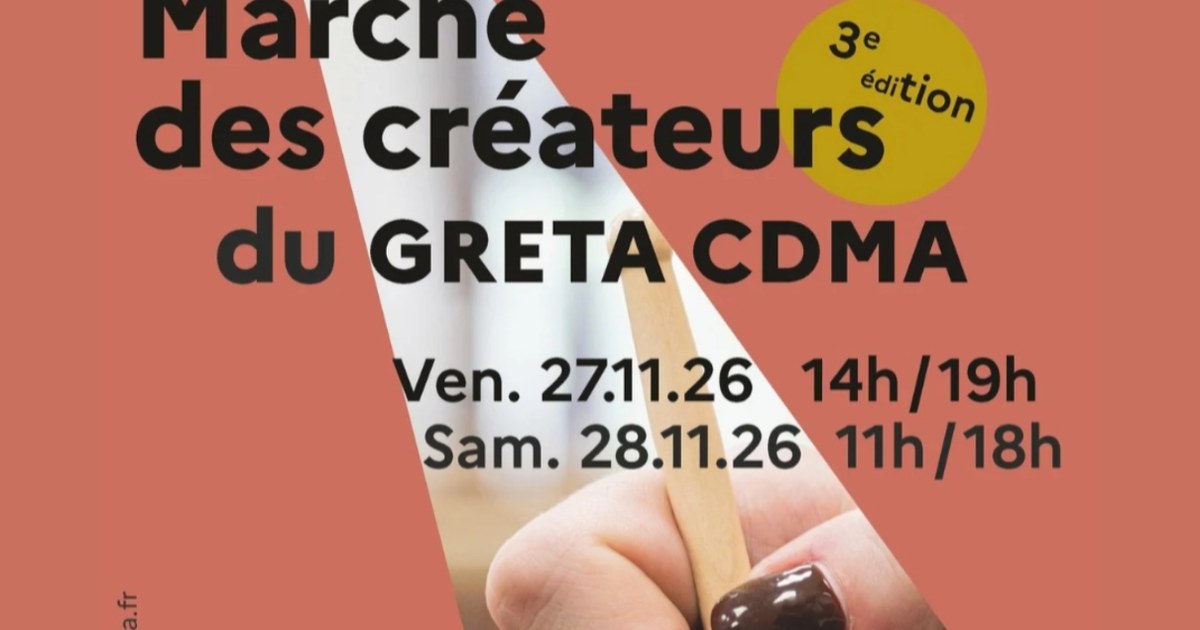 Marché
des créateurs
du GRETA CDMA
3e
édition
Ven. 27.11.26 14h/19h
Sam. 28.11.26 11h/18h
a.fr